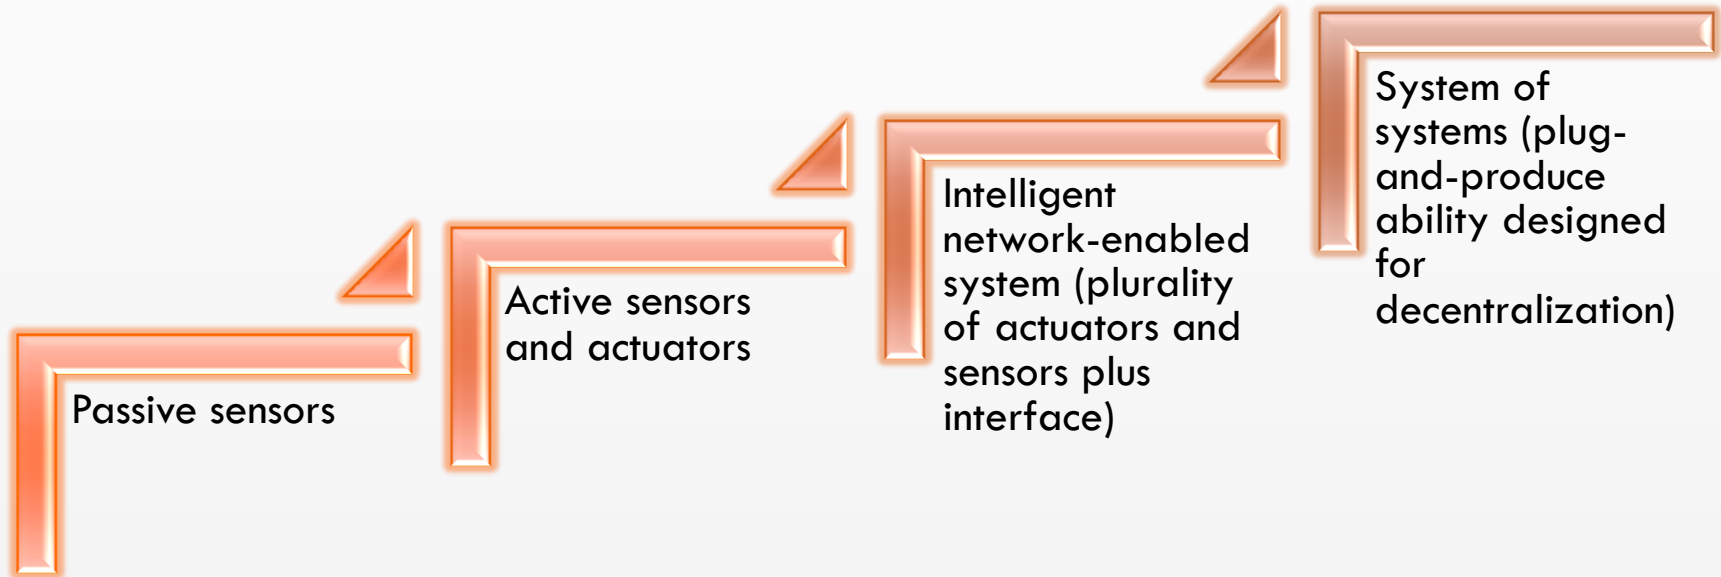 Passive sensors
Active sensors
and actuators
Intelligent
network-enabled
system (plurality
of actuators and
sensors plus
interface)
System of
systems (plug-
and-produce
ability designed
for
decentralization)